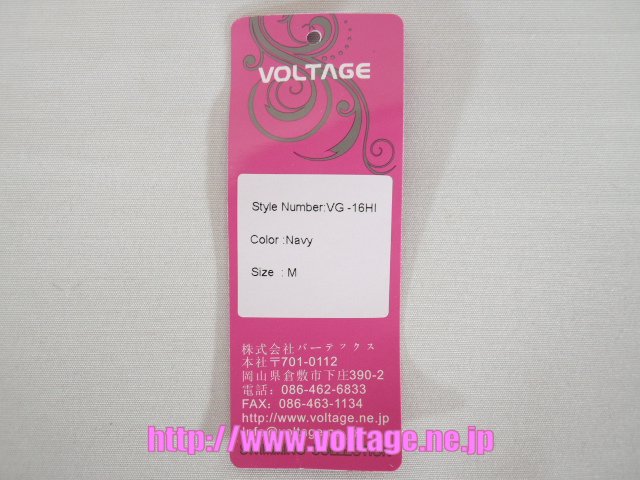 VOLTAGE
Style Number:VG -16HI
Color :Navy
Size : M
株式会社バーテックス
本社〒701-0112
岡山県倉敷市下庄390-2
電話： 086-462-6833
FAX： 086-463-1134
http://www.voltage.ne.jp
http://www.voltage.ne.jp